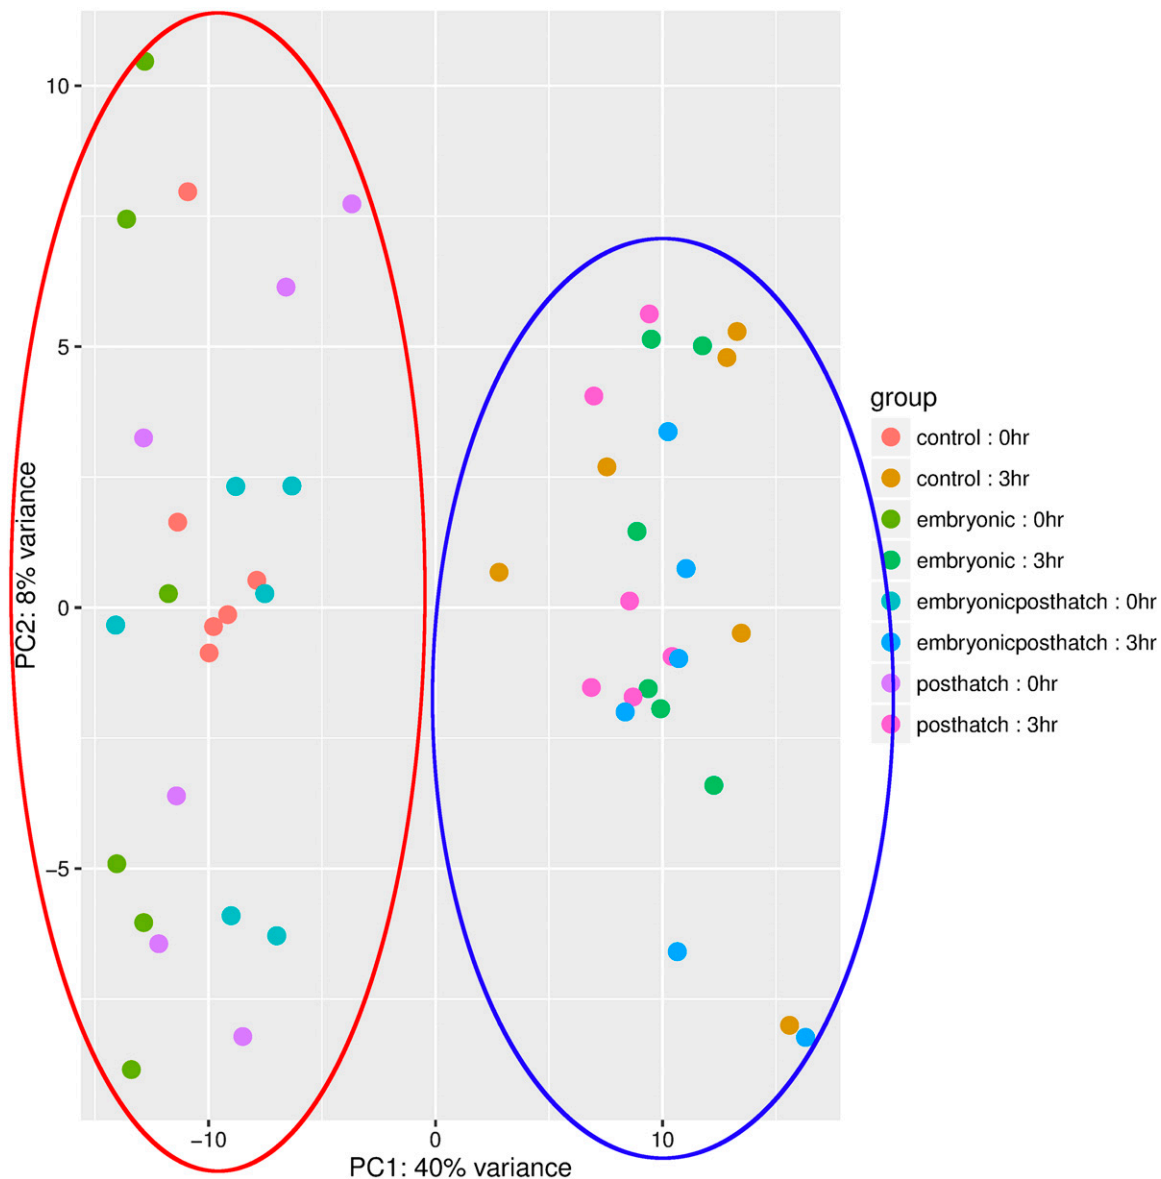 10
5
0
−5
PC2: 8% variance
−10
0
10
PC1: 40% variance
group
control : 0hr
control : 3hr
embryonic : 0hr
embryonic : 3hr
embryonicposthatch : 0hr
embryonicposthatch : 3hr
posthatch : 0hr
posthatch : 3hr